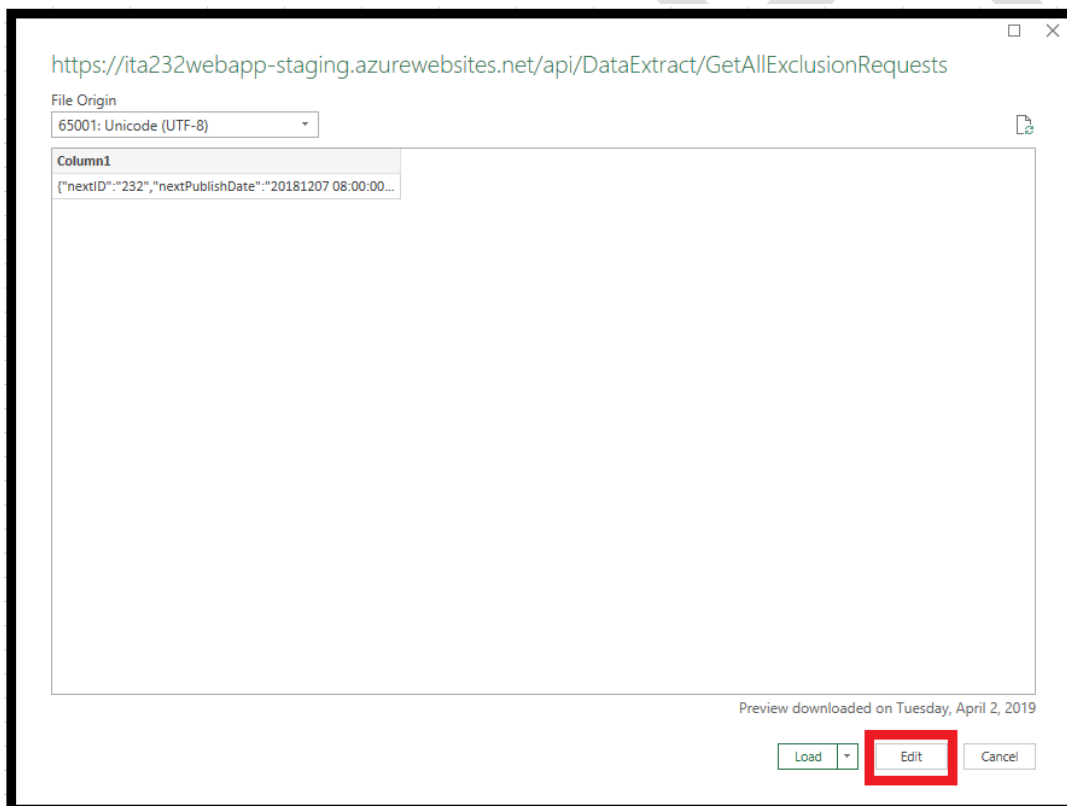 https://ita232webapp-staging.azurewebsites.net/api/DataExtract/GetAllExclusionRequests
File Origin
65001: Unicode (UTF-8)
Column1
{"nextID":"232","nextPublishDate":"20181207 08:00:00...
Preview downloaded on Tuesday, April 2, 2019
Load Edit Cancel